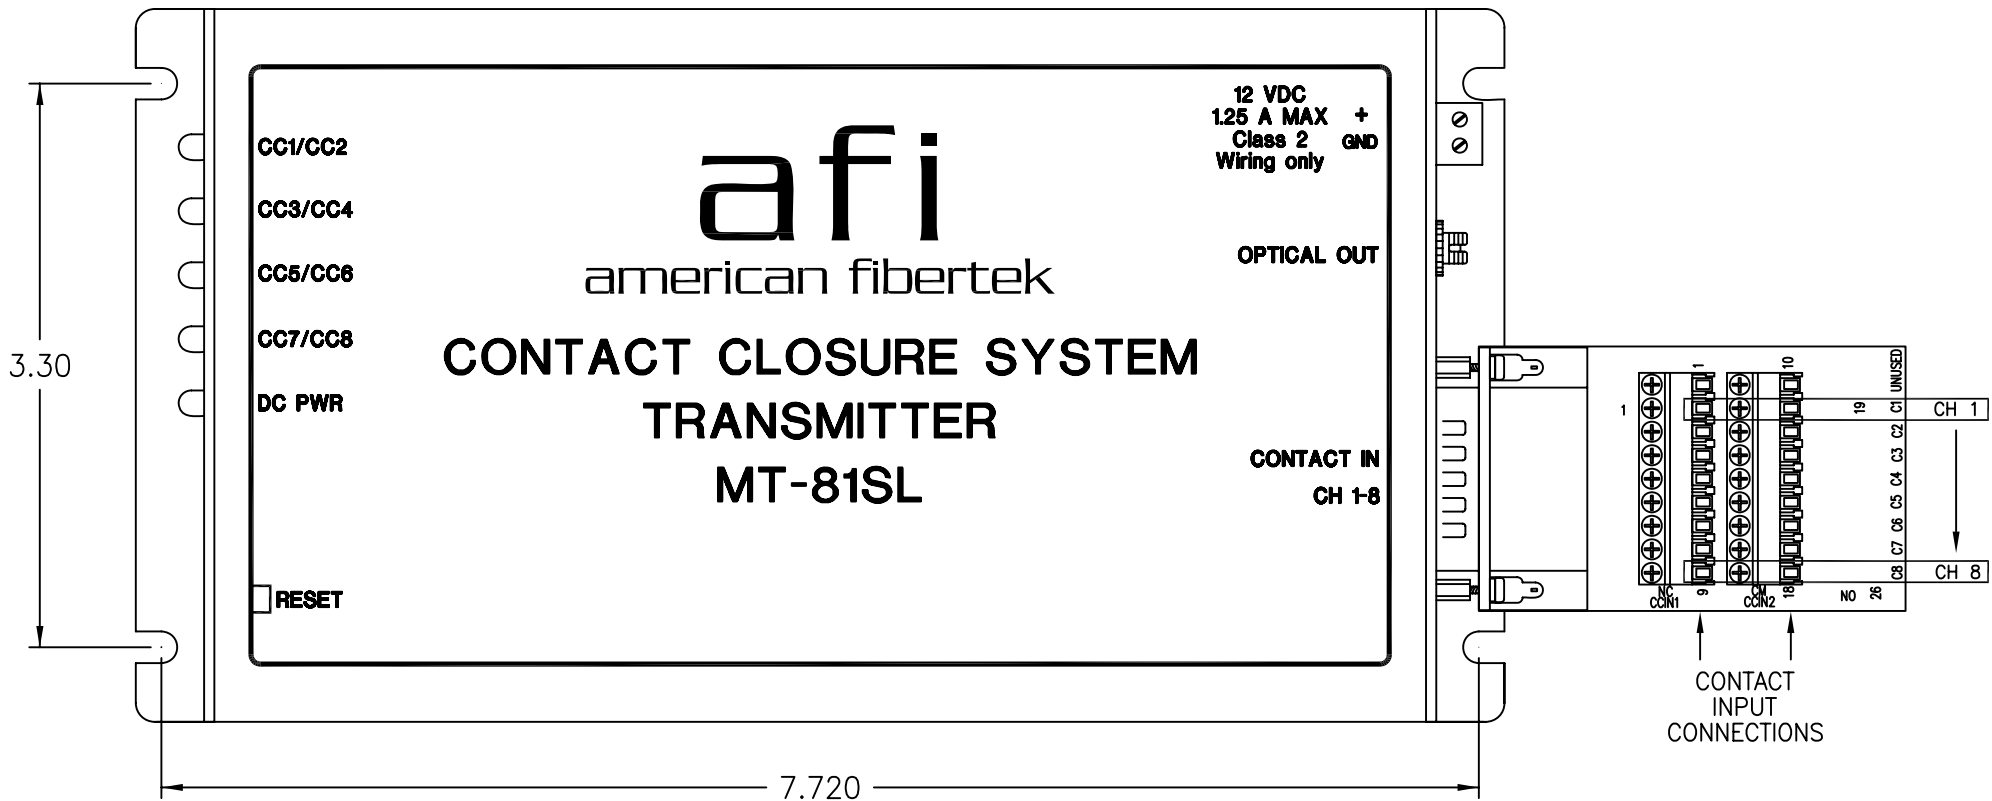 12 VDC
1.25 A MAX +
Class 2 GND
Wiring only
CC1/CC2
CC3/CC4
CC5/CC6
CC7/CC8
DC PWR
RESET
afi
american fibertek
CONTACT CLOSURE SYSTEM
TRANSMITTER
MT-81SL
OPTICAL OUT
CONTACT IN
CH 1-8
3.30
7.720
1
1
10
19
UNUSED
C1
C2
C3
C4
C5
C6
C7
C8
CH 1
CH 8
NC
CCIN1
9
CM
CCIN2
18
NO
26
CONTACT
INPUT
CONNECTIONS